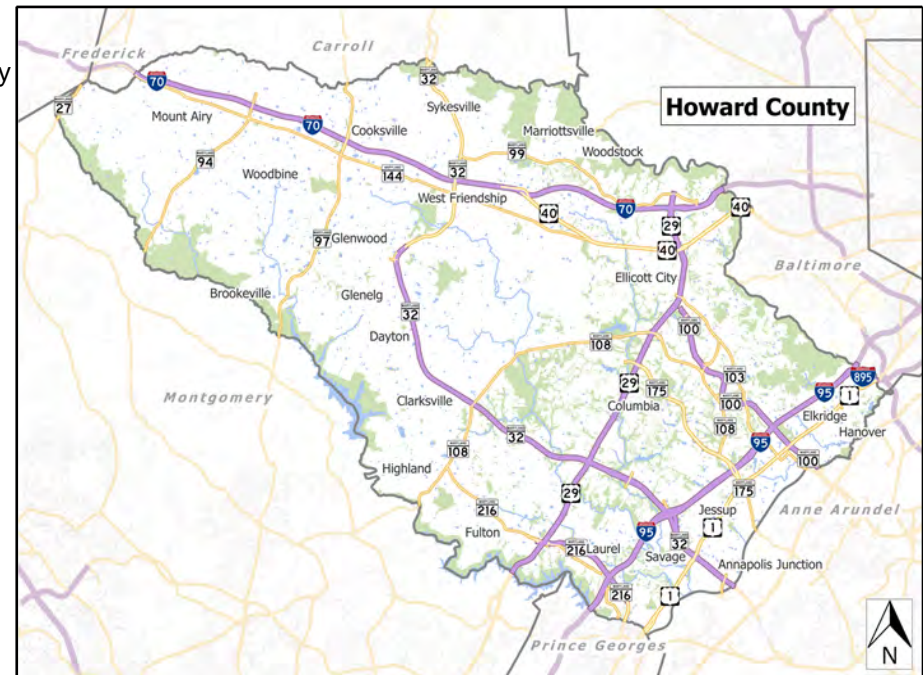 y
Frederick
Carroll
Howard County
Mount Airy
Cooksville
Sykesville
Marriottsville
Woodstock
Woodbine
West Friendship
Glenwood
Brookeville
Glenelg
Dayton
Ellicott City
Baltimore
Montgomery
Clarksville
Columbia
Elkridge
Hanover
Highland
Fulton
Laurel
Savage
Jessup
Annapolis Junction
Anne Arundel
Prince Georges
N
70
27
94
70
144
32
32
99
97
40
70
29
40
40
32
108
100
29
175
103
100
108
95
895
1
95
100
175
108
32
216
29
95
1
32
216
216
1